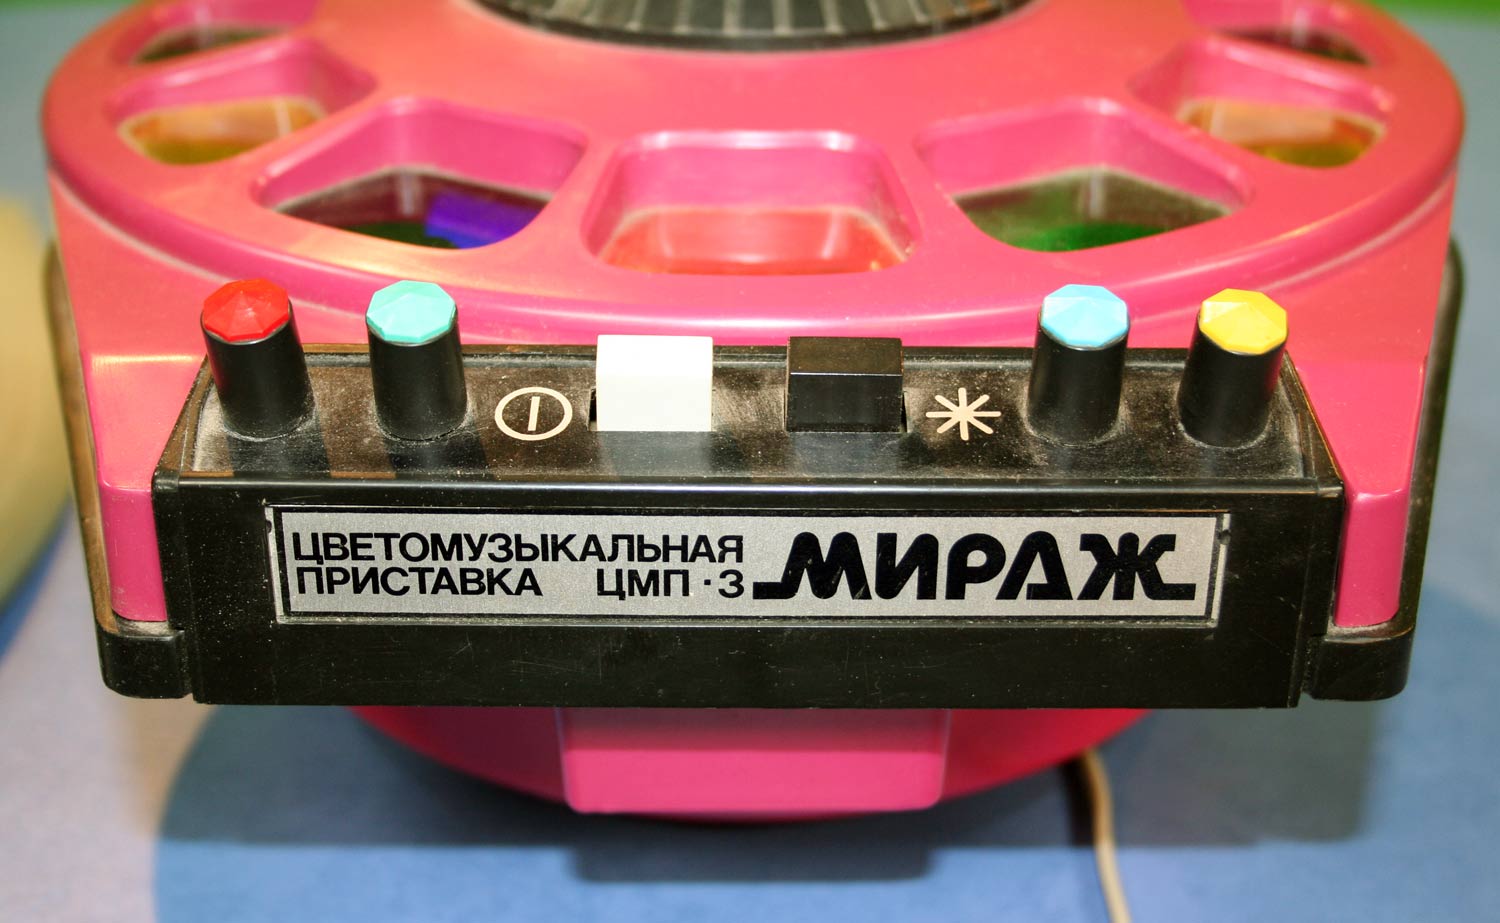 ЦВЕТОМУЗЫКАЛЬНАЯ
ПРИСТАВКА ЦМП·3 МИРАЖ